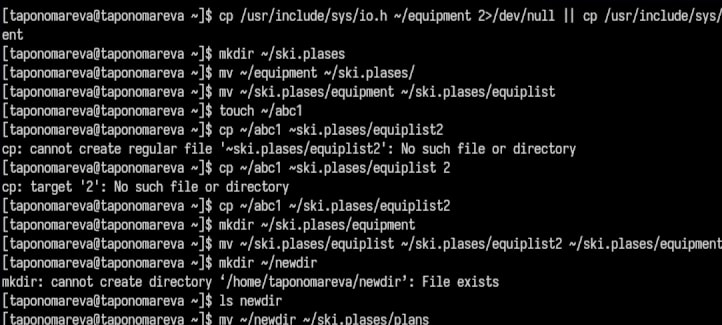 [taponomareva@taponomareva ~]$ cp /usr/include/sys/io.h ~/equipment 2>/dev/null || cp /usr/include/sys/
ent
[taponomareva@taponomareva ~]$ mkdir ~/ski.plases
[taponomareva@taponomareva ~]$ mv ~/equipment ~/ski.plases/
[taponomareva@taponomareva ~]$ mv ~/ski.plases/equipment ~/ski.plases/equiplist
[taponomareva@taponomareva ~]$ touch ~/abc1
[taponomareva@taponomareva ~]$ cp ~/abc1 ~ski.plases/equiplist2
cp: cannot create regular file '~ski.plases/equiplist2': No such file or directory
[taponomareva@taponomareva ~]$ cp ~/abc1 ~ski.plases/equiplist 2
cp: target '2': No such file or directory
[taponomareva@taponomareva ~]$ cp ~/abc1 ~/ski.plases/equiplist2
[taponomareva@taponomareva ~]$ mkdir ~/ski.plases/equipment
[taponomareva@taponomareva ~]$ mv ~/ski.plases/equiplist ~/ski.plases/equiplist2 ~/ski.plases/equipment
[taponomareva@taponomareva ~]$ mkdir ~/newdir
mkdir: cannot create directory ‘/home/taponomareva/newdir’: File exists
[taponomareva@taponomareva ~]$ ls newdir
[taponomareva@taponomareva ~]$ mv ~/newdir ~/ski.plases/plans